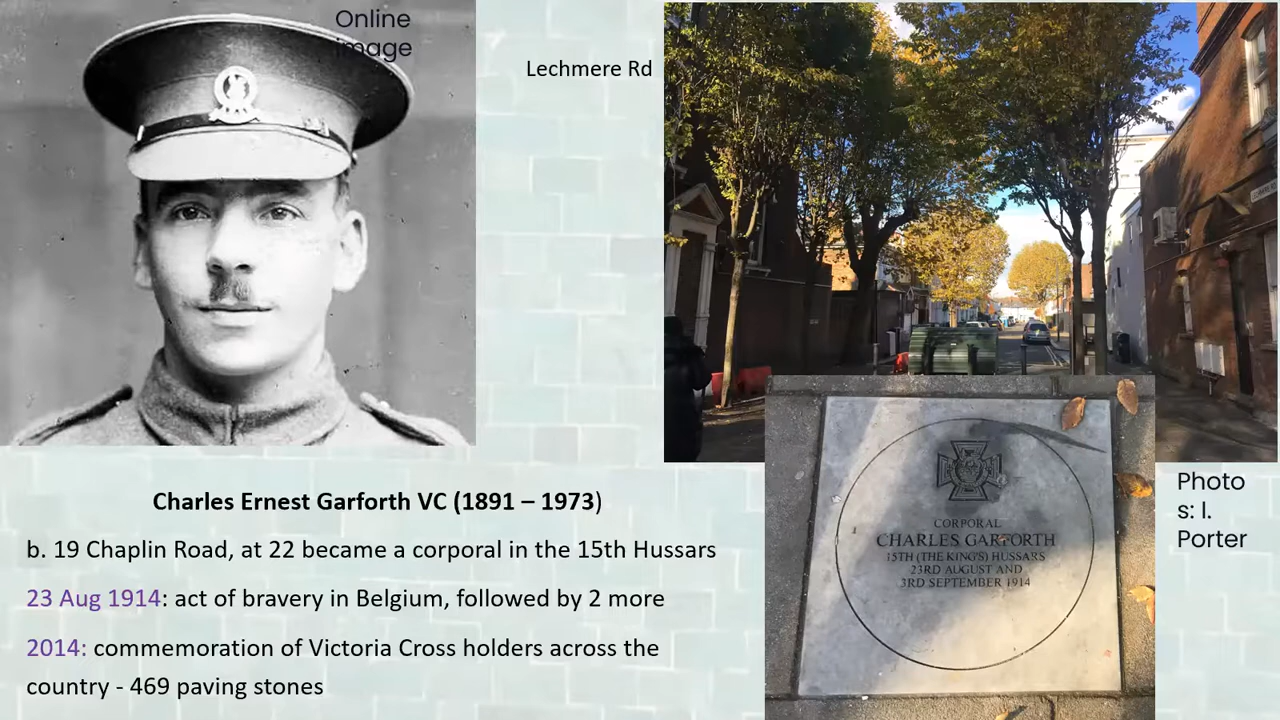 Online
image
Lechmere Rd
Charles Ernest Garforth VC (1891 – 1973)
b. 19 Chaplin Road, at 22 became a corporal in the 15th Hussars
23 Aug 1914: act of bravery in Belgium, followed by 2 more
2014: commemoration of Victoria Cross holders across the
country - 469 paving stones
CORPORAL
CHARLES GARFORTH
15TH (THE KING'S) HUSSARS
23RD AUGUST AND
3RD SEPTEMBER 1914
Photo
s: I.
Porter